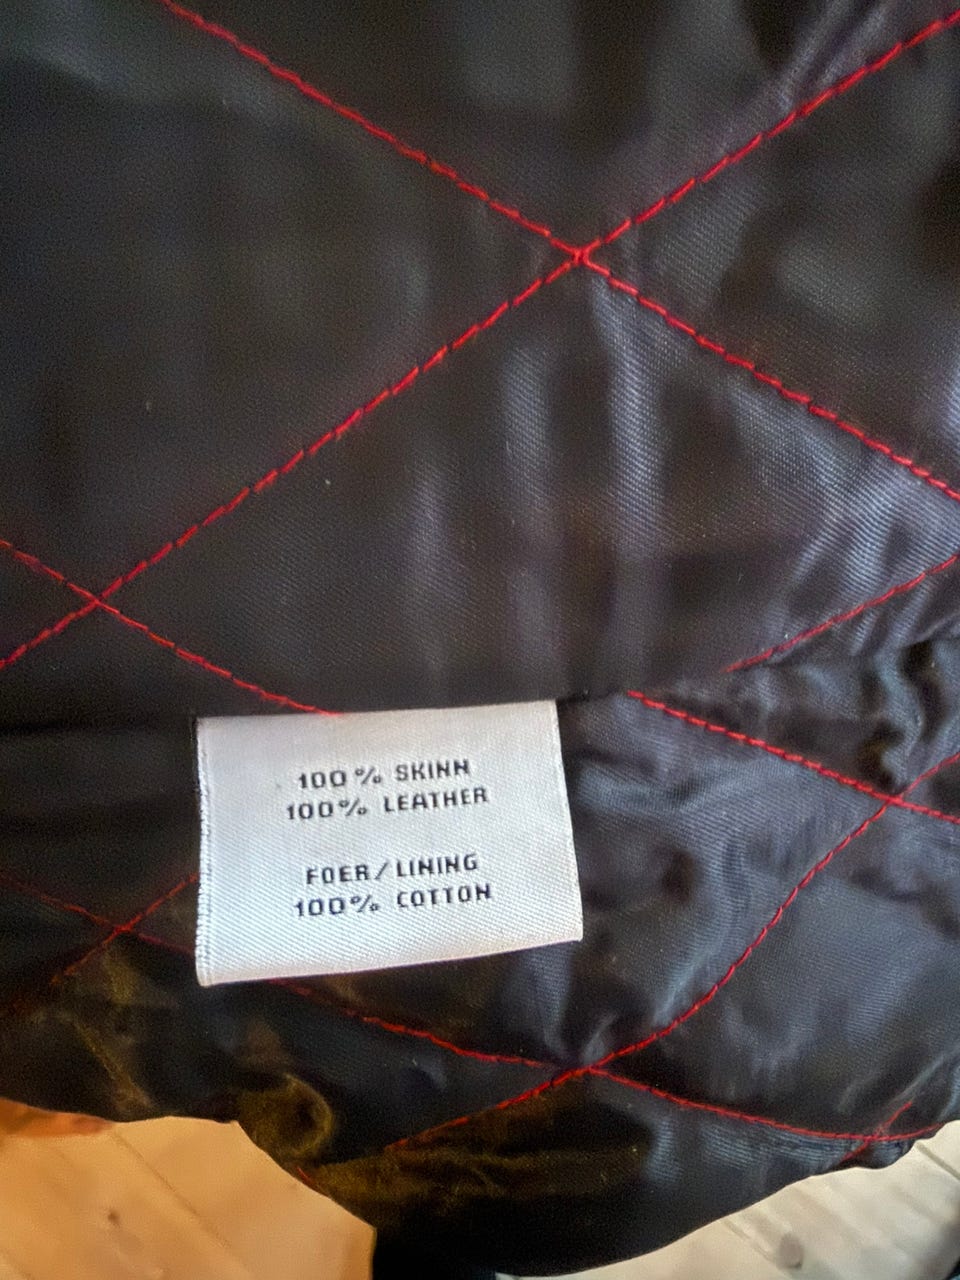 100% SKINN
100% LEATHER
FOER/LINING
100% COTTON